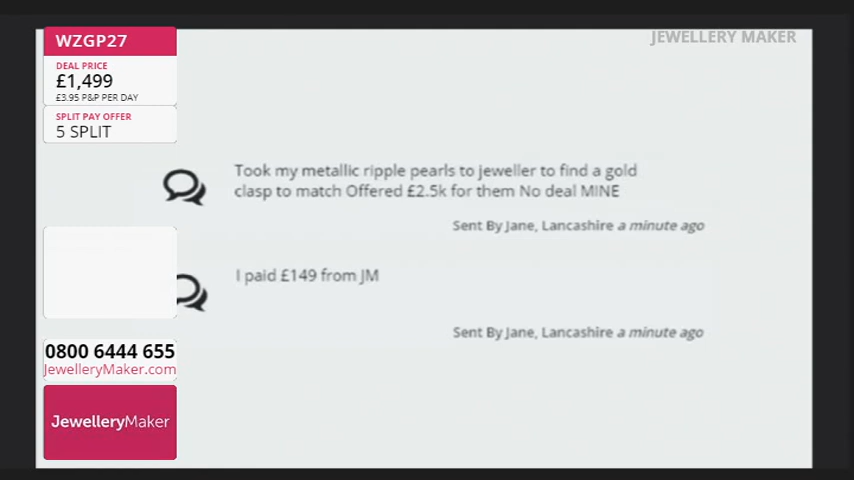 WZGP27
DEAL PRICE
£1,499
£3.95 P&P PER DAY
SPLIT PAY OFFER
5 SPLIT
JEWELLERY MAKER
Took my metallic ripple pearls to jeweller to find a gold
clasp to match Offered £2.5k for them No deal MINE
Sent By Jane, Lancashire a minute ago
I paid £149 from JM
Sent By Jane, Lancashire a minute ago
0800 6444 655
JewelleryMaker.com
JewelleryMaker